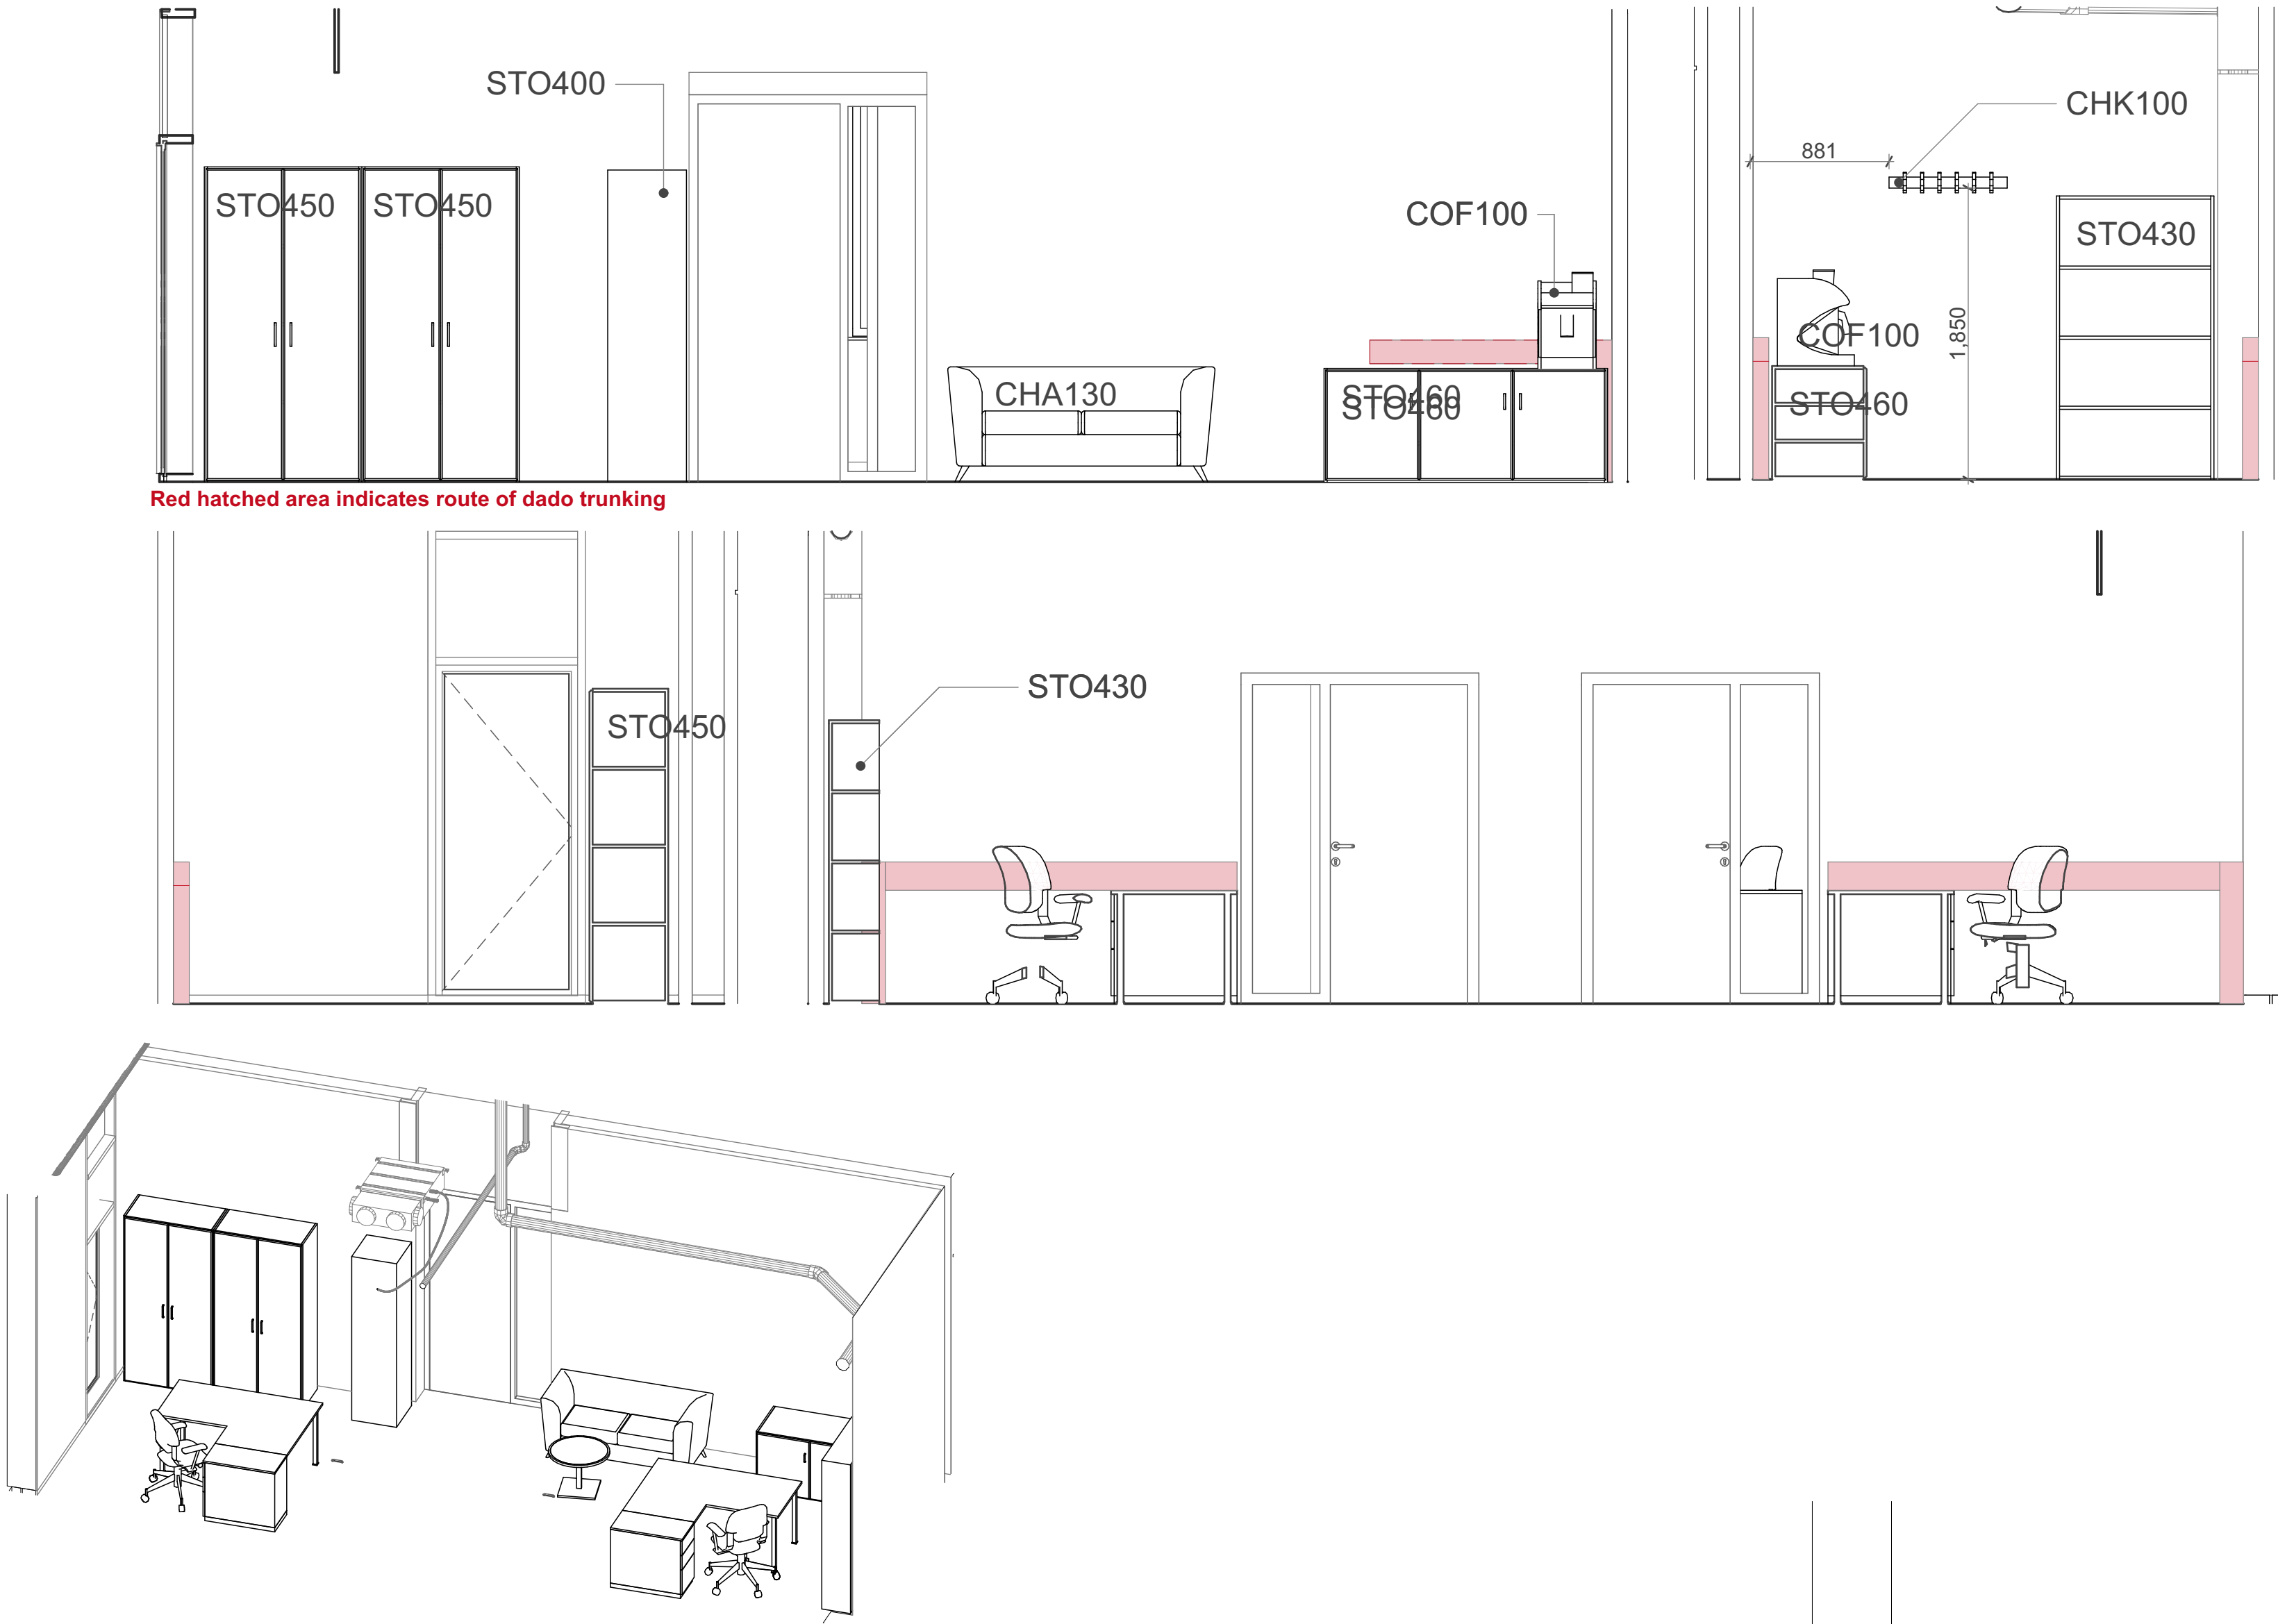 STO400
CHK100
881
STO450
STO450
COF100
STO430
1,850
COF100
CHA130
STO460
STO460
STO460
Red hatched area indicates route of dado trunking
STO430
STO450